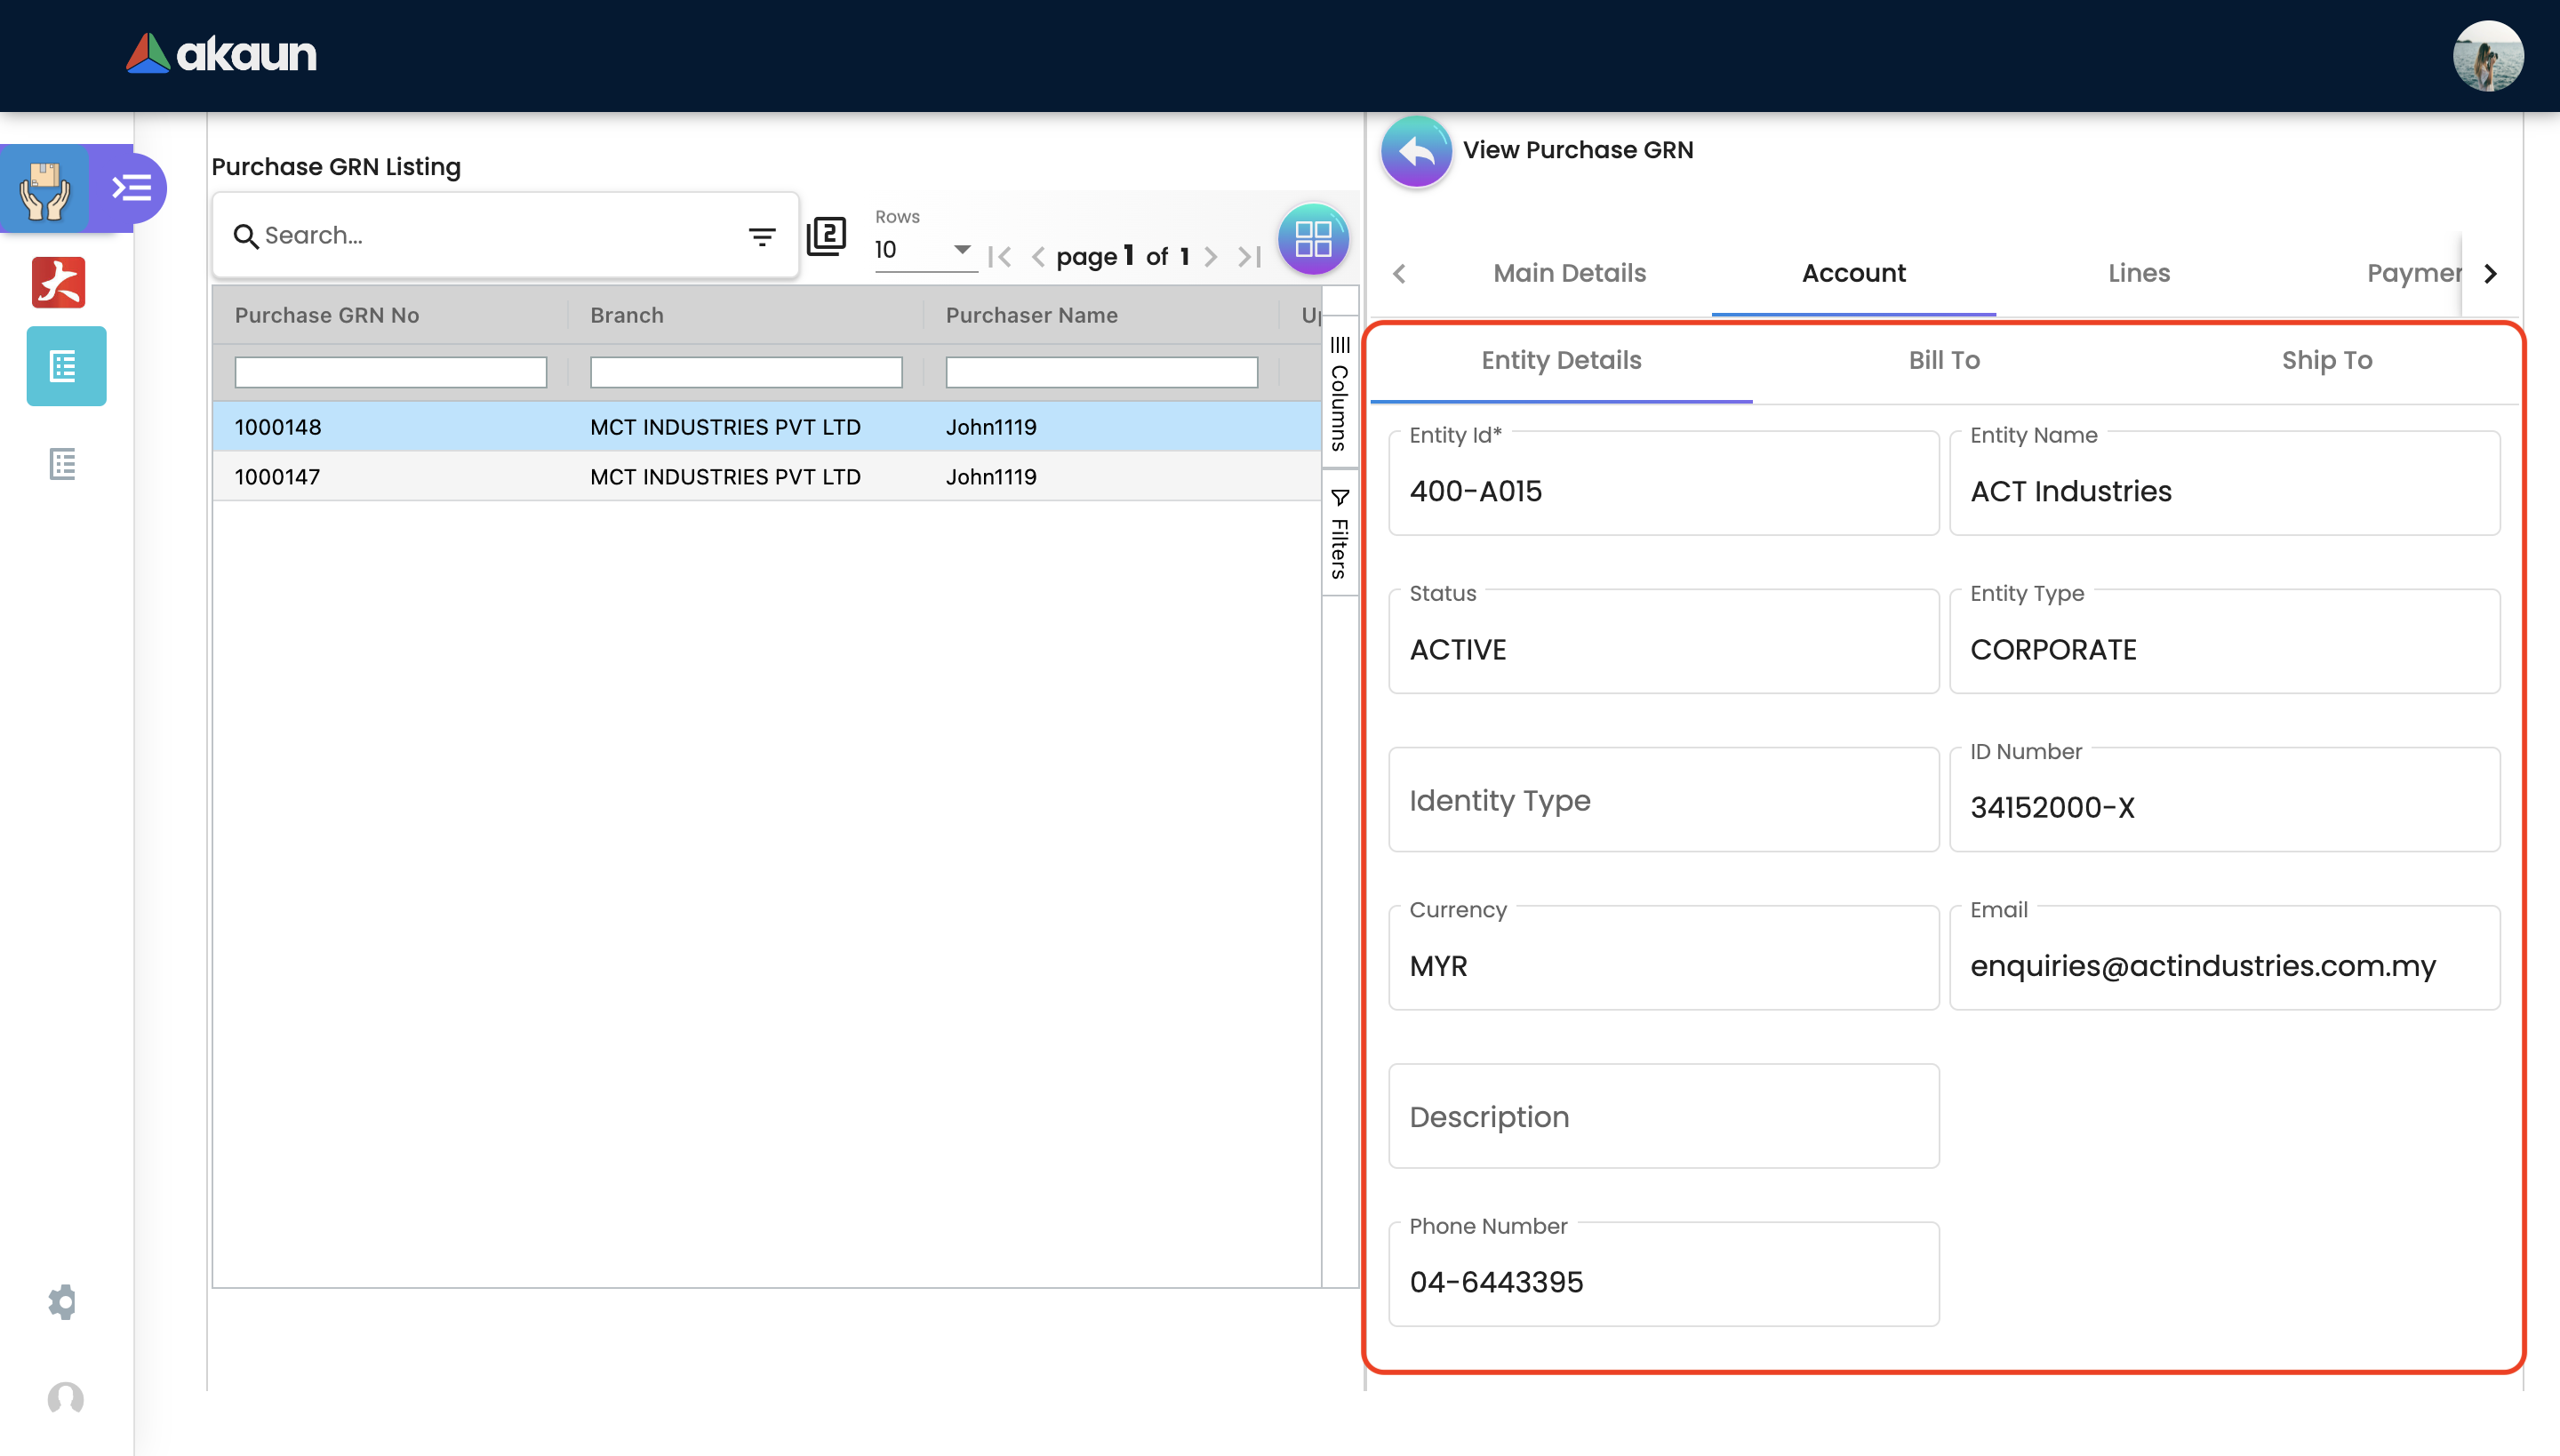 akaun
Purchase GRN Listing
Search...
2
Rows
10
page 1 of 1
Purchase GRN No
Branch
Purchaser Name
1000148
MCT INDUSTRIES PVT LTD
John1119
1000147
MCT INDUSTRIES PVT LTD
John1119
Columns
Filters
View Purchase GRN
Main Details
Account
Lines
Paymer
Entity Details
Bill To
Ship To
Entity Id*
400-A015
Entity Name
ACT Industries
Status
ACTIVE
Entity Type
CORPORATE
Identity Type
ID Number
34152000-X
Currency
MYR
Email
enquiries@actindustries.com.my
Description
Phone Number
04-6443395